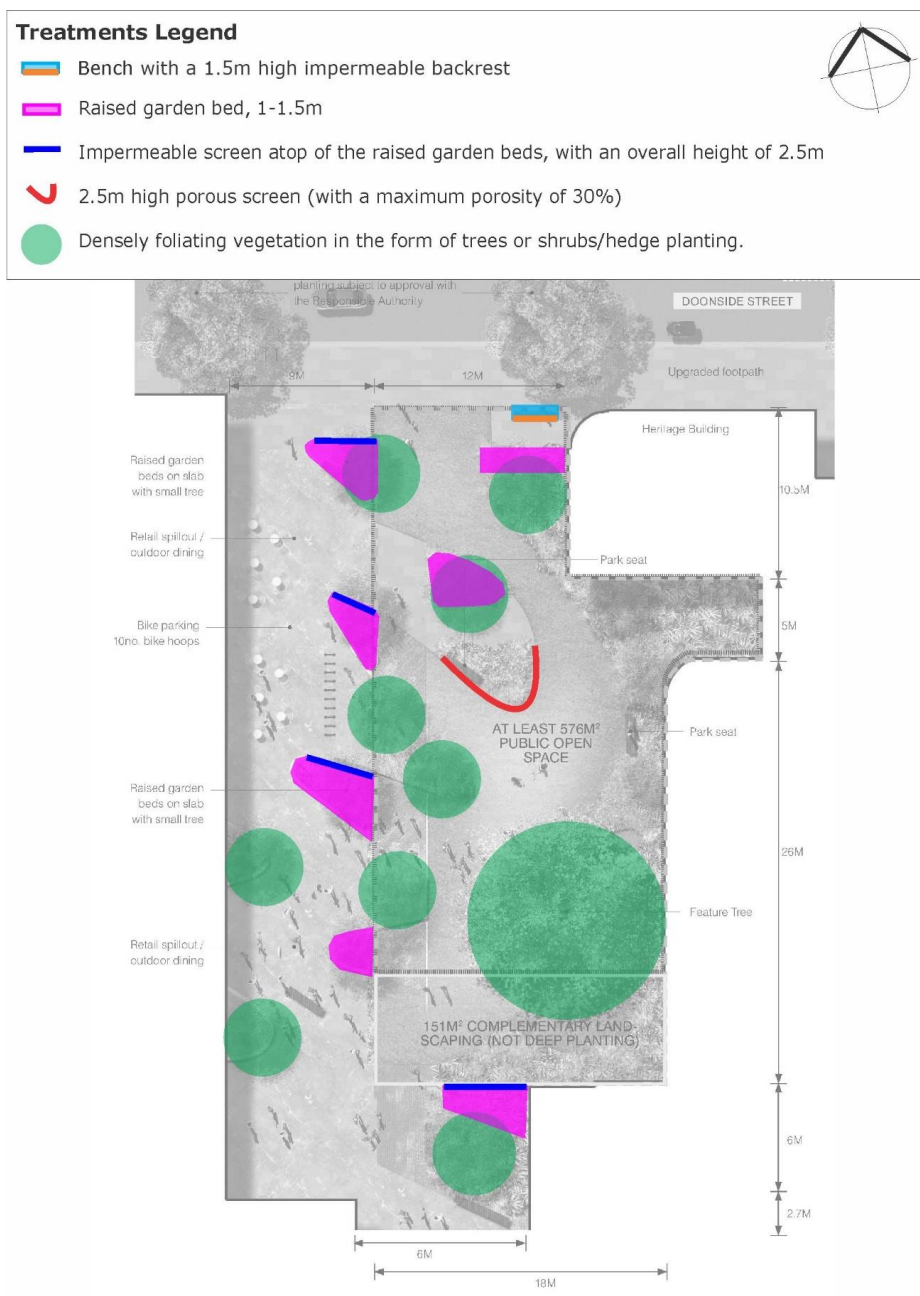 Treatments Legend
Bench with a 1.5m high impermeable backrest
Raised garden bed, 1-1.5m
Impermeable screen atop of the raised garden beds, with an overall height of 2.5m
2.5m high porous screen (with a maximum porosity of 30%)
Densely foliating vegetation in the form of trees or shrubs/hedge planting.
planting subject to approval with
the Responsible Authority
DOONSIDE STREET
Upgraded footpath
9M
12M
Heritage Building
Raised garden
beds on slab
with small tree
10.5M
Retail spillout /
outdoor dining
Park seat
Bike parking
10no. bike hoops
5M
AT LEAST 576M²
PUBLIC OPEN
SPACE
Park seat
Raised garden
beds on slab
with small tree
26M
Feature Tree
Retail spillout /
outdoor dining
151M² COMPLEMENTARY LAND-
SCAPING (NOT DEEP PLANTING)
6M
2.7M
6M
18M